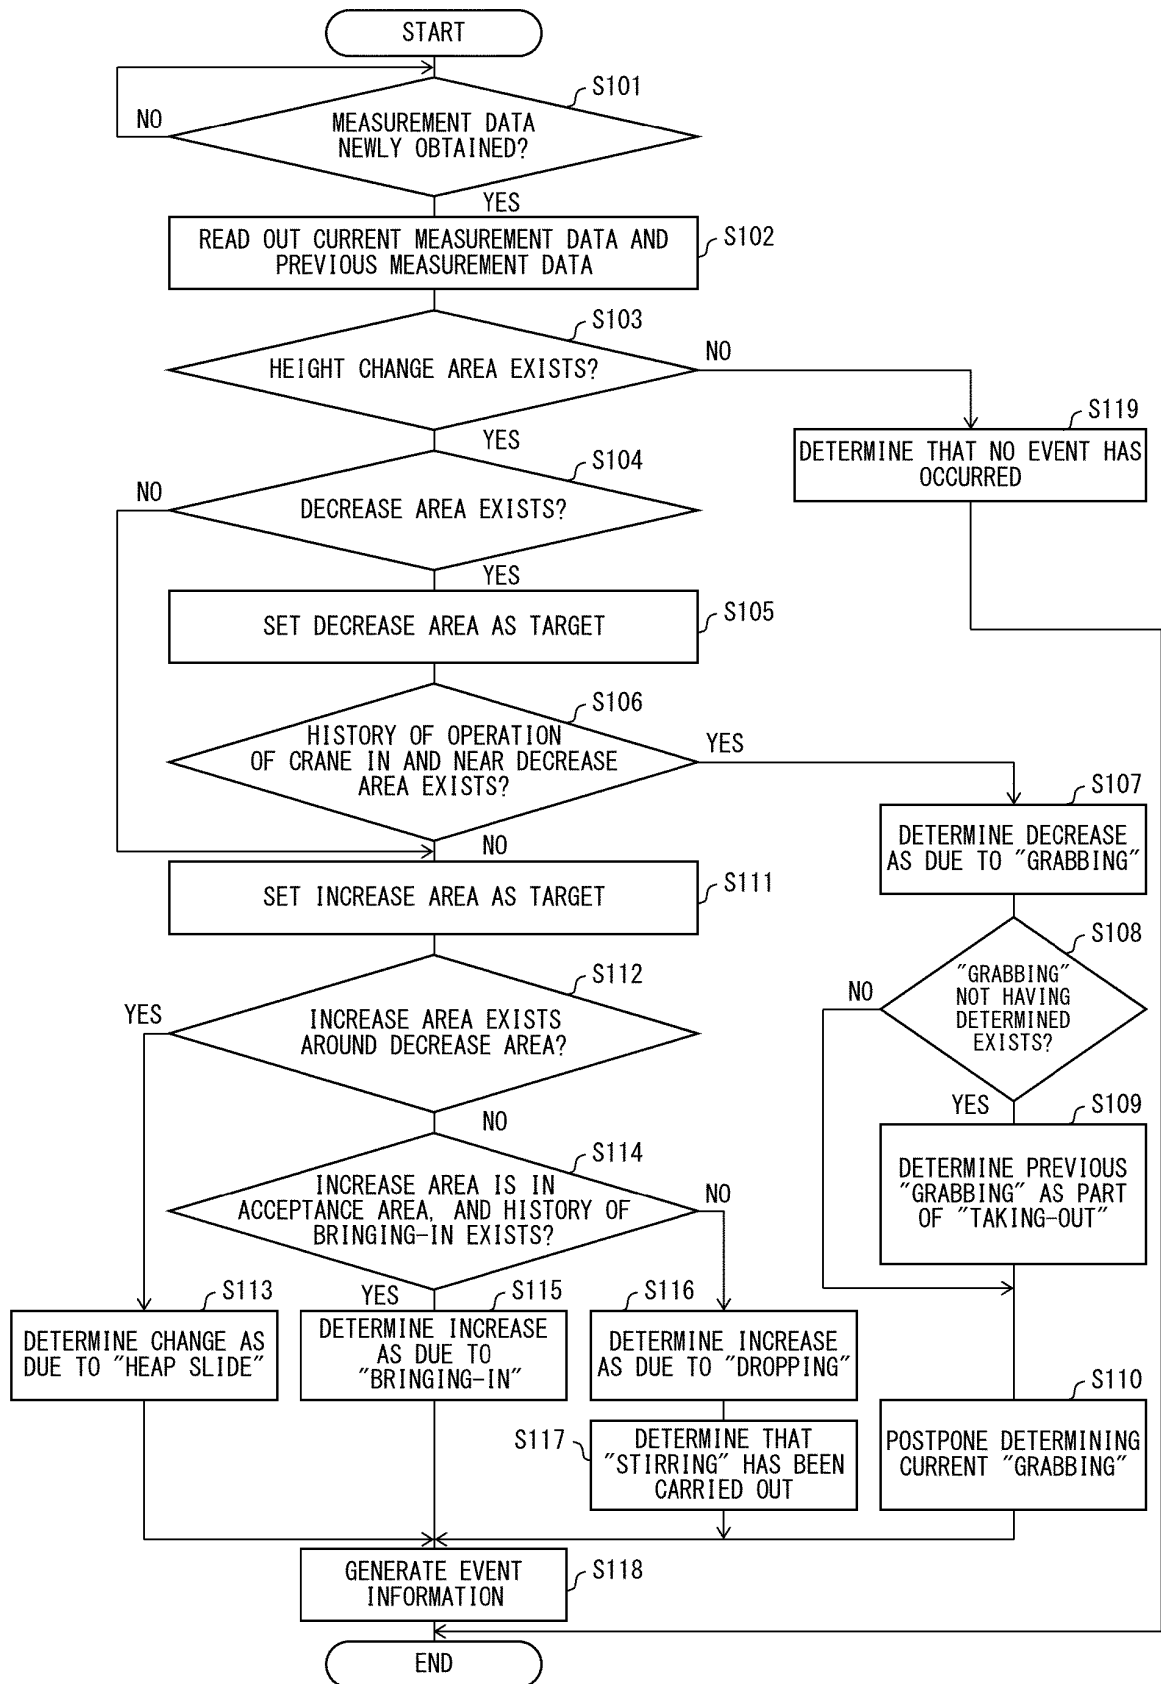 START
S101
NO
MEASUREMENT DATA
NEWLY OBTAINED?
YES
S102
READ OUT CURRENT MEASUREMENT DATA AND
PREVIOUS MEASUREMENT DATA
S103
NO
HEIGHT CHANGE AREA EXISTS?
YES
S119
DETERMINE THAT NO EVENT HAS
OCCURRED
S104
NO
DECREASE AREA EXISTS?
YES
S105
SET DECREASE AREA AS TARGET
S106
HISTORY OF OPERATION
OF CRANE IN AND NEAR DECREASE
AREA EXISTS?
YES
NO
S107
DETERMINE DECREASE
AS DUE TO "GRABBING"
S111
SET INCREASE AREA AS TARGET
S108
NO
"GRABBING"
NOT HAVING
DETERMINED
EXISTS?
YES
S112
YES
INCREASE AREA EXISTS
AROUND DECREASE AREA?
NO
S109
DETERMINE PREVIOUS
"GRABBING" AS PART
OF "TAKING-OUT"
S114
NO
INCREASE AREA IS IN
ACCEPTANCE AREA, AND HISTORY OF
BRINGING-IN EXISTS?
YES
S113
DETERMINE CHANGE AS
DUE TO "HEAP SLIDE"
S115
DETERMINE INCREASE
AS DUE TO
"BRINGING-IN"
S116
DETERMINE INCREASE
AS DUE TO "DROPPING"
S110
POSTPONE DETERMINING
CURRENT "GRABBING"
S117
DETERMINE THAT
"STIRRING" HAS BEEN
CARRIED OUT
S118
GENERATE EVENT
INFORMATION
END